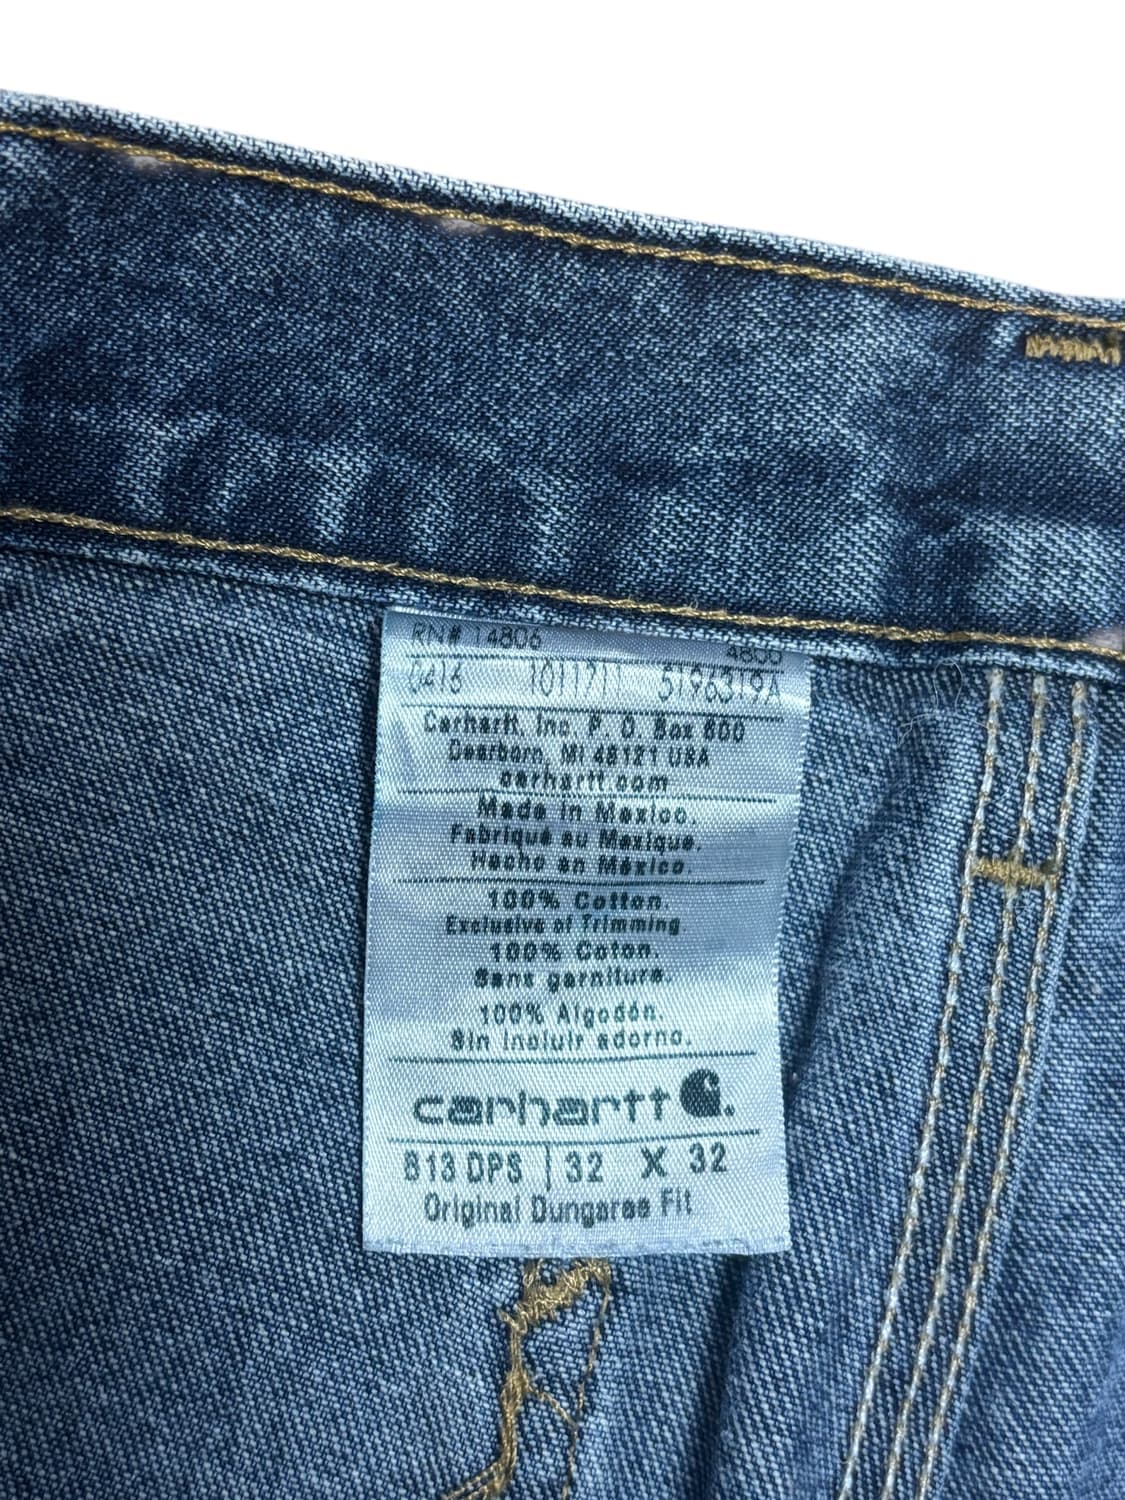 RN# 14806 4806
0416 101171 5196319A
Carhartt, Inc. P. O. Box 600
Dearborn, MI 48121 USA
carhartt.com
Made in Mexico.
Fabriqué au Mexique.
Hecho en México.
100% Cotton.
Exclusive of Trimming
100% Coton.
Sans garniture.
100% Algodón.
Sin incluir adorno.
carhartt.
B13 DPS | 32 X 32
Original Dungaree Fit